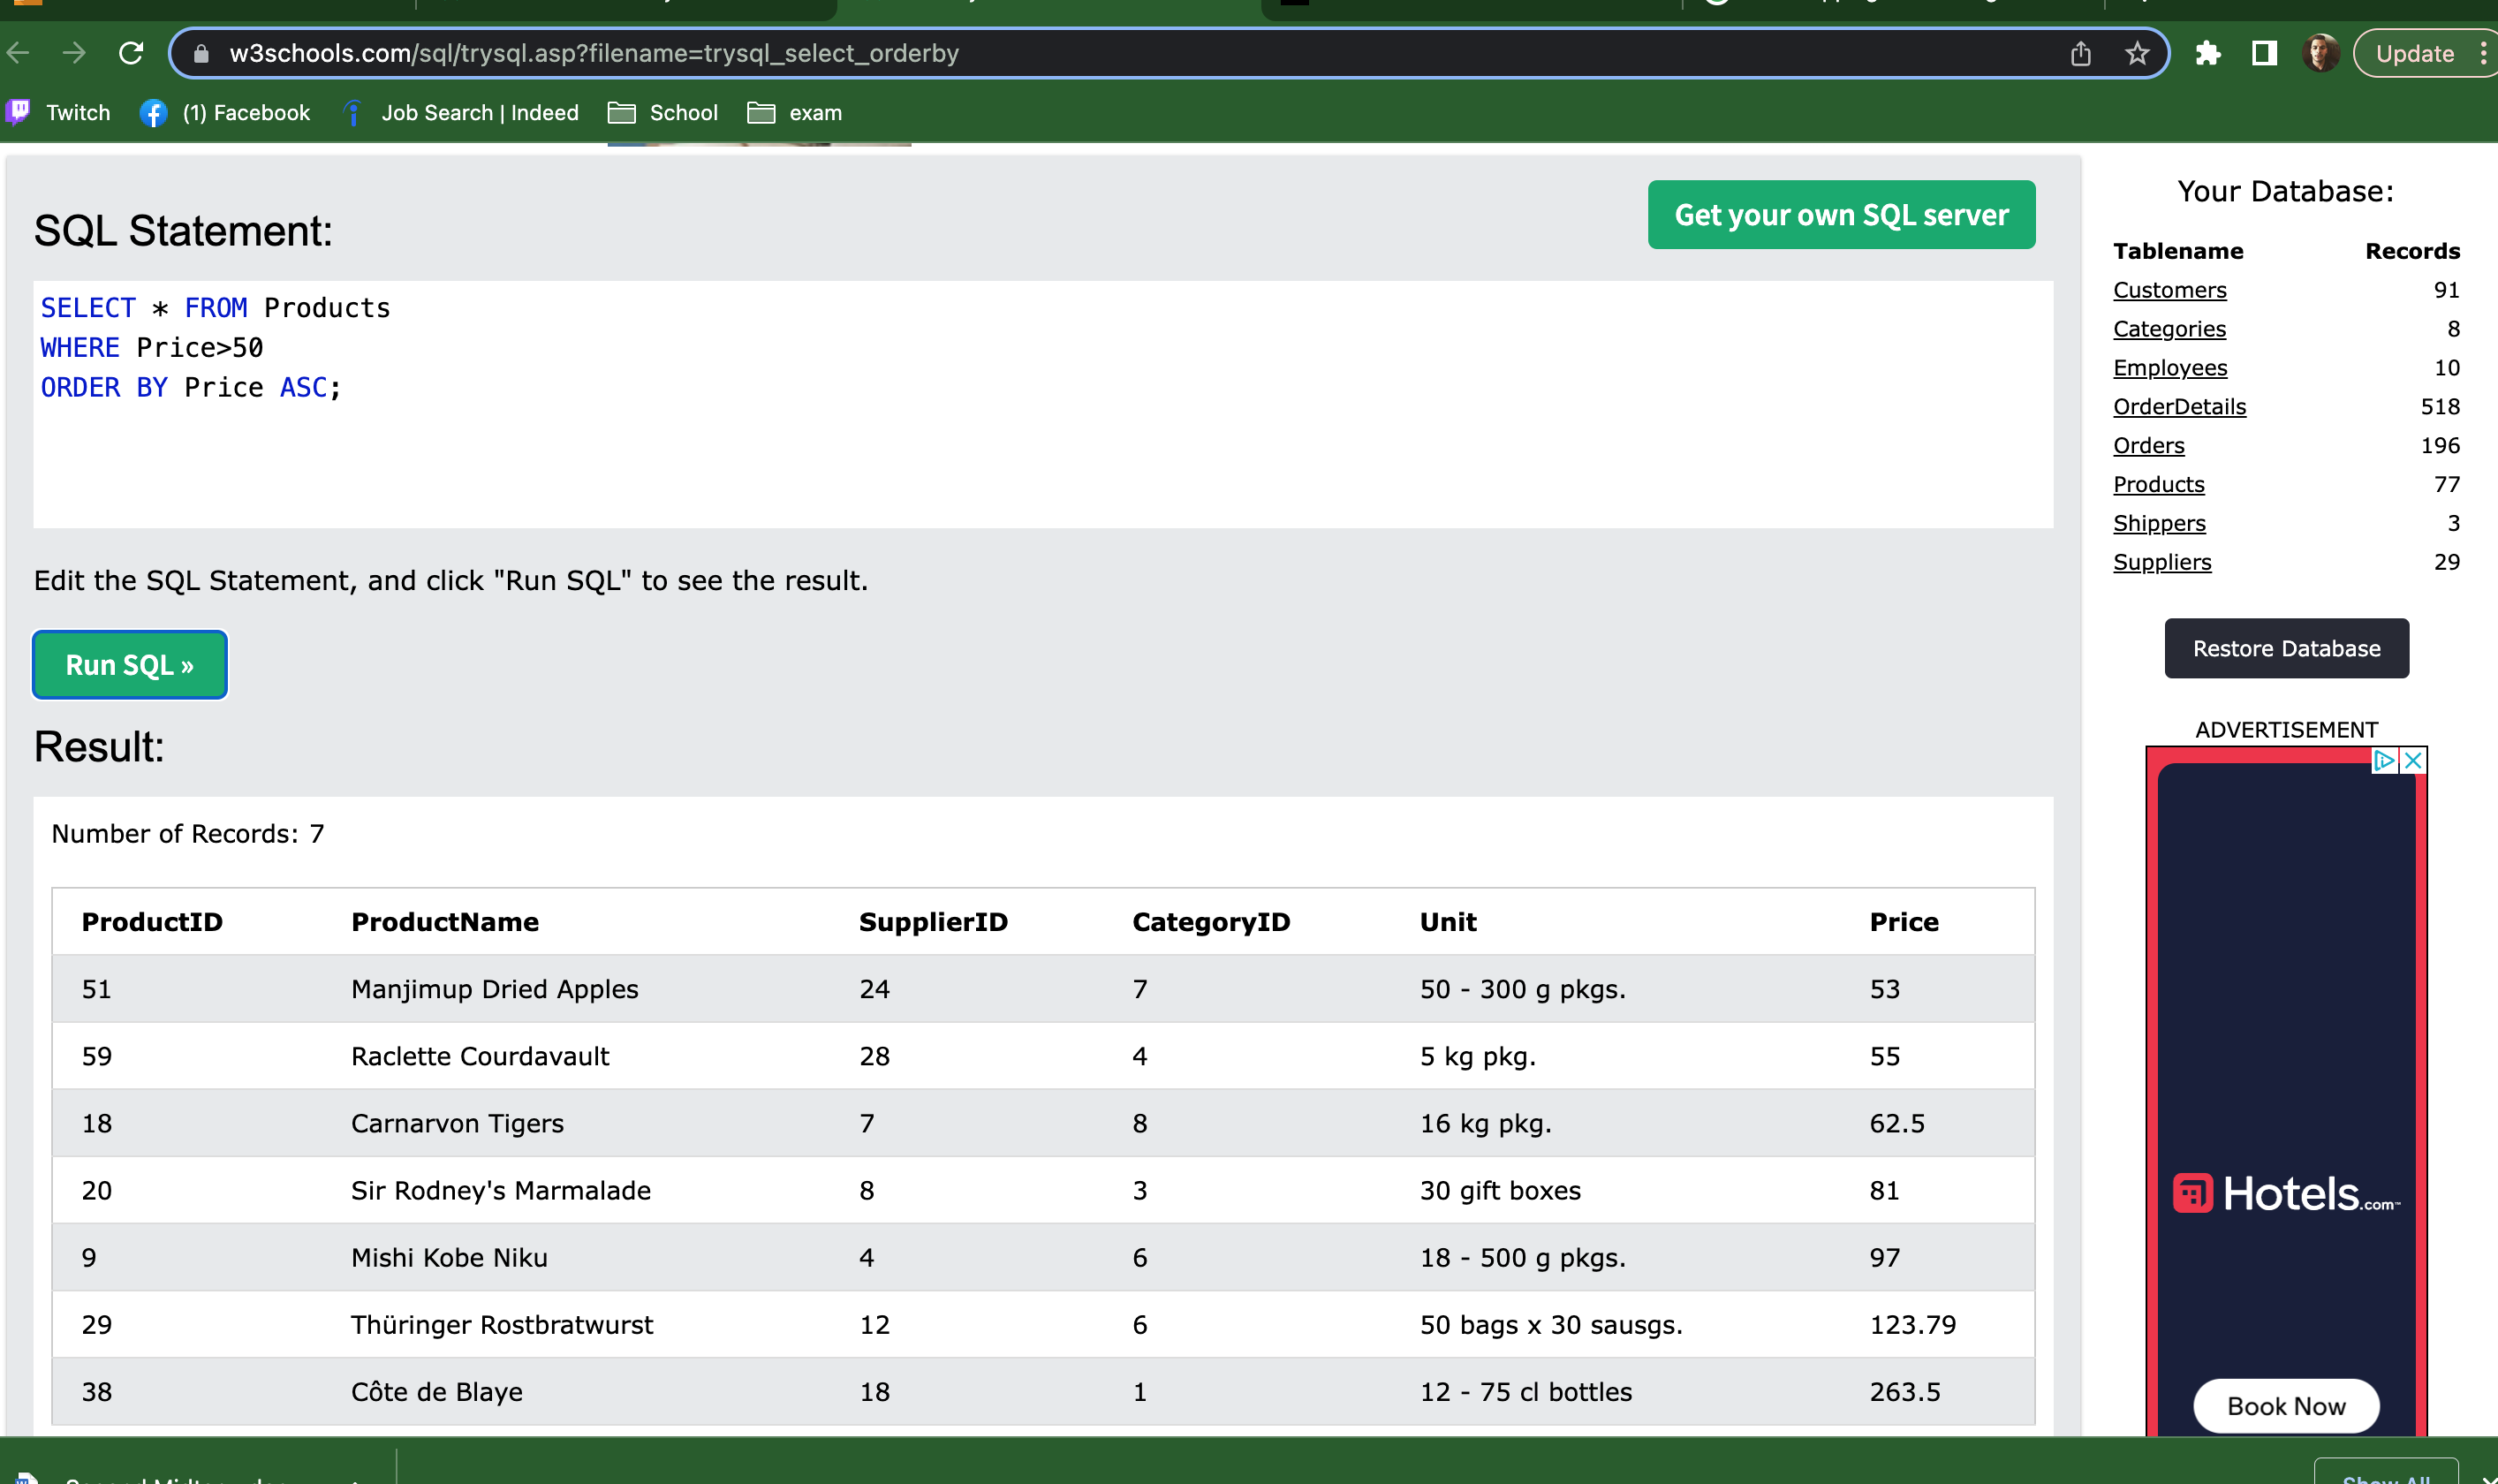 w3schools.com/sql/trysql.asp?filename=trysql_select_orderby
Update
Twitch
(1) Facebook
Job Search | Indeed
School
exam
SQL Statement:
Get your own SQL server
SELECT * FROM Products
WHERE Price>50
ORDER BY Price ASC;
Edit the SQL Statement, and click "Run SQL" to see the result.
Run SQL »
Result:
Number of Records: 7
ProductID ProductName SupplierID CategoryID Unit Price
51 Manjimup Dried Apples 24 7 50 - 300 g pkgs. 53
59 Raclette Courdavault 28 4 5 kg pkg. 55
18 Carnarvon Tigers 7 8 16 kg pkg. 62.5
20 Sir Rodney's Marmalade 8 3 30 gift boxes 81
9 Mishi Kobe Niku 4 6 18 - 500 g pkgs. 97
29 Thüringer Rostbratwurst 12 6 50 bags x 30 sausgs. 123.79
38 Côte de Blaye 18 1 12 - 75 cl bottles 263.5
Your Database:
Tablename Records
Customers 91
Categories 8
Employees 10
OrderDetails 518
Orders 196
Products 77
Shippers 3
Suppliers 29
Restore Database
ADVERTISEMENT
Hotels.com™
Book Now
Show All